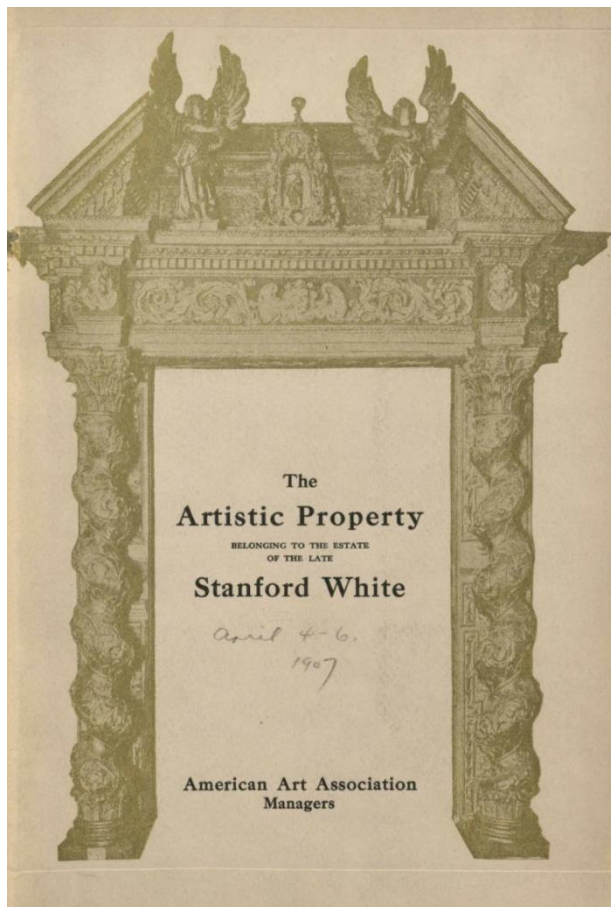 The
Artistic Property
BELONGING TO THE ESTATE
OF THE LATE
Stanford White
April 4-6.
1907
American Art Association
Managers